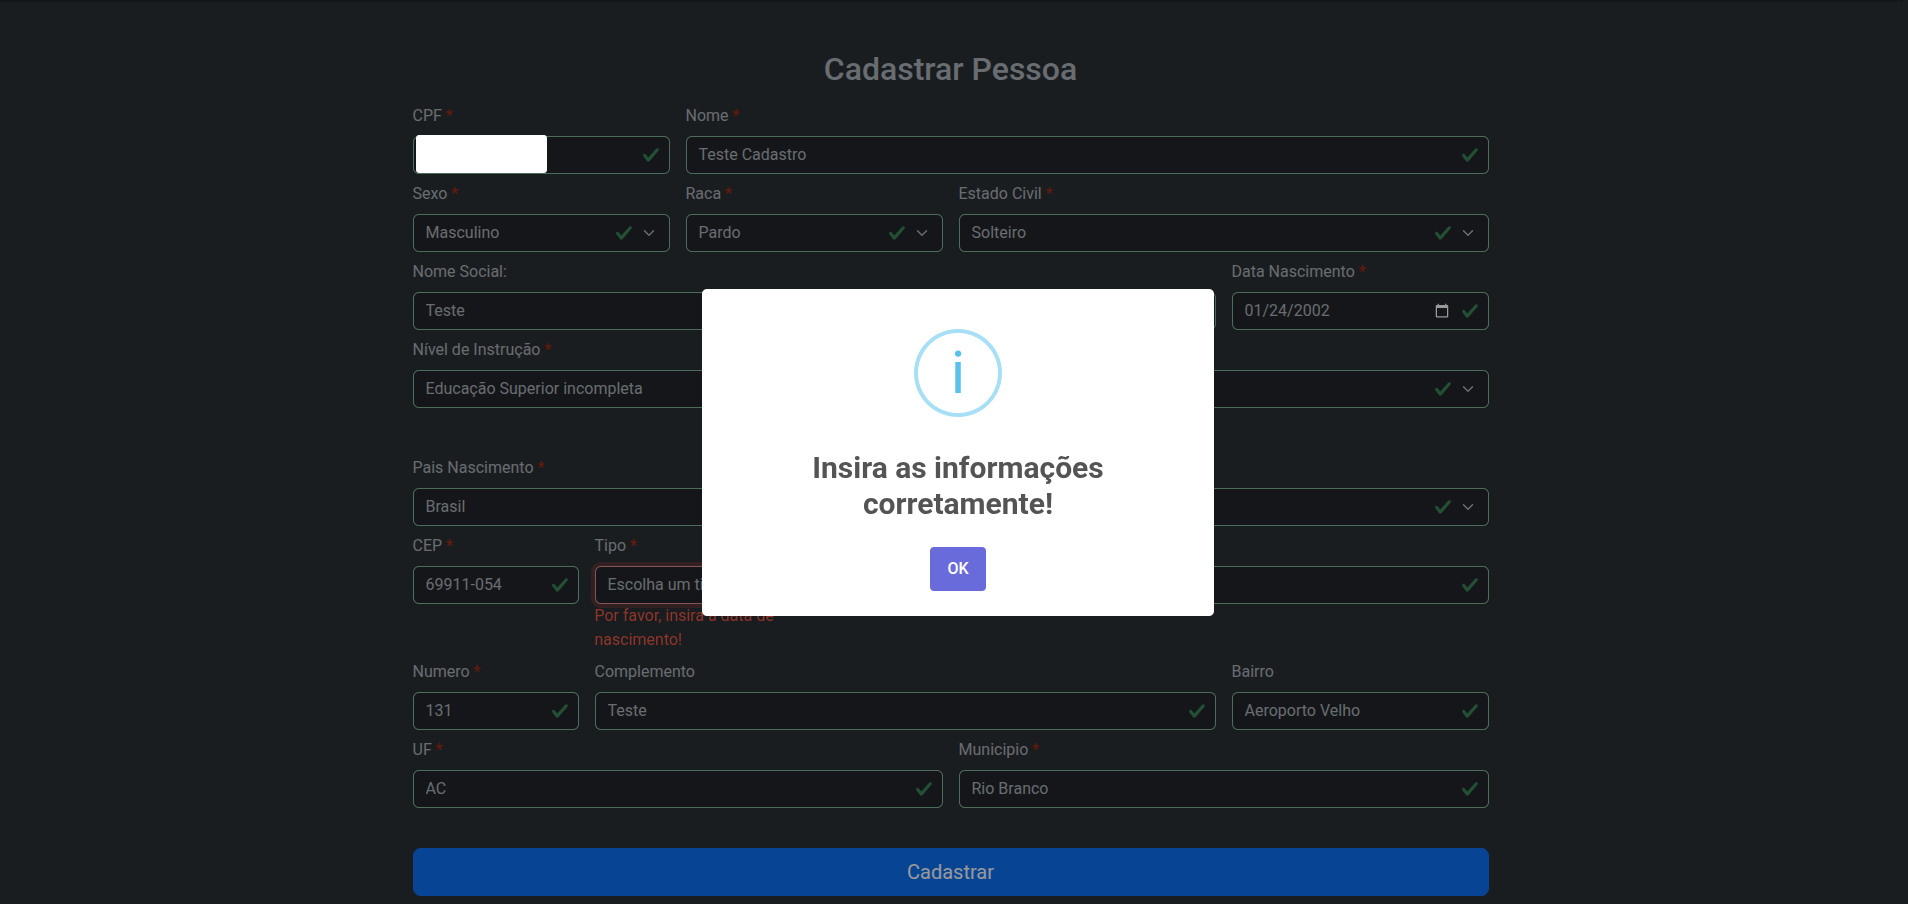 Cadastrar Pessoa
CPF * Nome *
Teste Cadastro
Sexo * Raca * Estado Civil *
Masculino Pardo Solteiro
Nome Social: Data Nascimento *
Teste 01/24/2002
Nível de Instrução *
Educação Superior incompleta
i
Insira as informações
corretamente!
OK
Pais Nascimento *
Brasil
CEP * Tipo *
69911-054 Escolha um ti
Por favor, insira a data de
nascimento!
Numero * Complemento Bairro
131 Teste Aeroporto Velho
UF * Municipio *
AC Rio Branco
Cadastrar